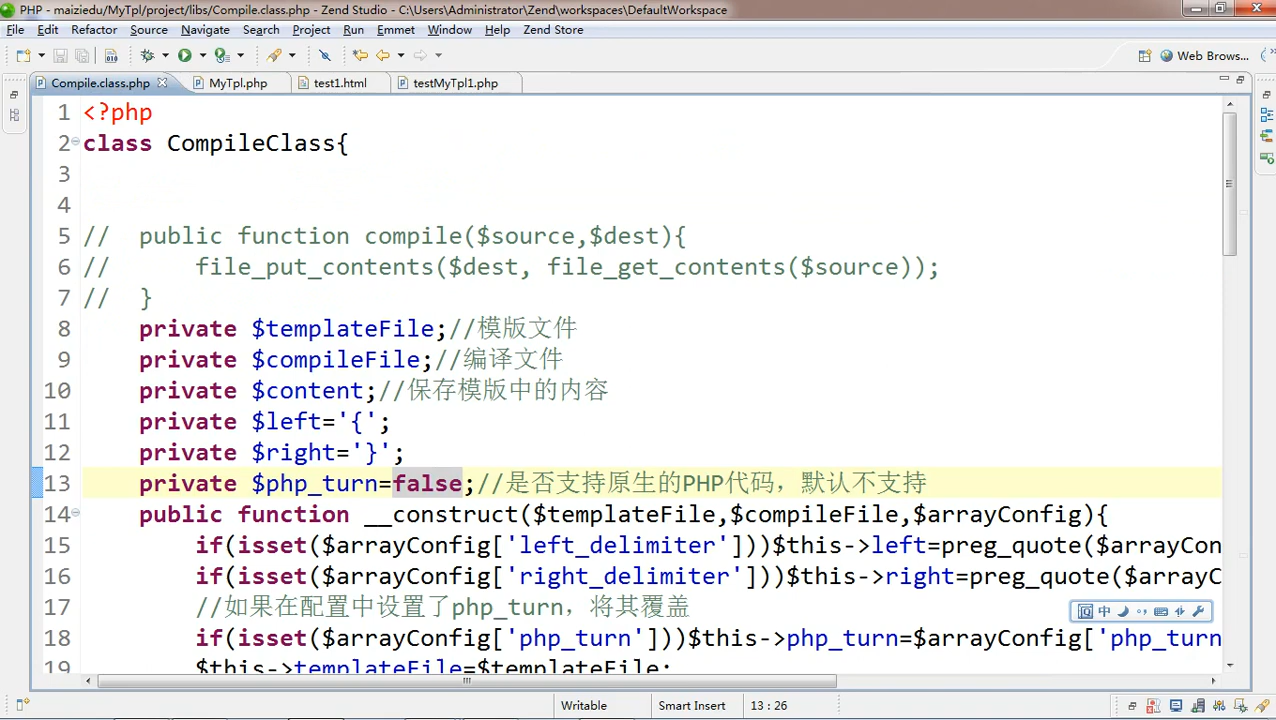 PHP - maiziedu/MyTpl/project/libs/Compile.class.php - Zend Studio - C:\Users\Administrator\Zend\workspaces\DefaultWorkspace
File Edit Refactor Source Navigate Search Project Run Emmet Window Help Zend Store
Web Brows...
Compile.class.php MyTpl.php test1.html testMyTpl1.php
1 <?php
2 class CompileClass{
3
4
5 // public function compile($source,$dest){
6 // file_put_contents($dest, file_get_contents($source));
7 // }
8 private $templateFile;//模版文件
9 private $compileFile;//编译文件
10 private $content;//保存模版中的内容
11 private $left='{';
12 private $right='}';
13 private $php_turn=false;//是否支持原生的PHP代码，默认不支持
14 public function __construct($templateFile,$compileFile,$arrayConfig){
15 if(isset($arrayConfig['left_delimiter']))$this->left=preg_quote($arrayCon
16 if(isset($arrayConfig['right_delimiter']))$this->right=preg_quote($arrayC
17 //如果在配置中设置了php_turn，将其覆盖
18 if(isset($arrayConfig['php_turn']))$this->php_turn=$arrayConfig['php_turn
19 $this->templateFile=$templateFile;
中
Writable Smart Insert 13 : 26